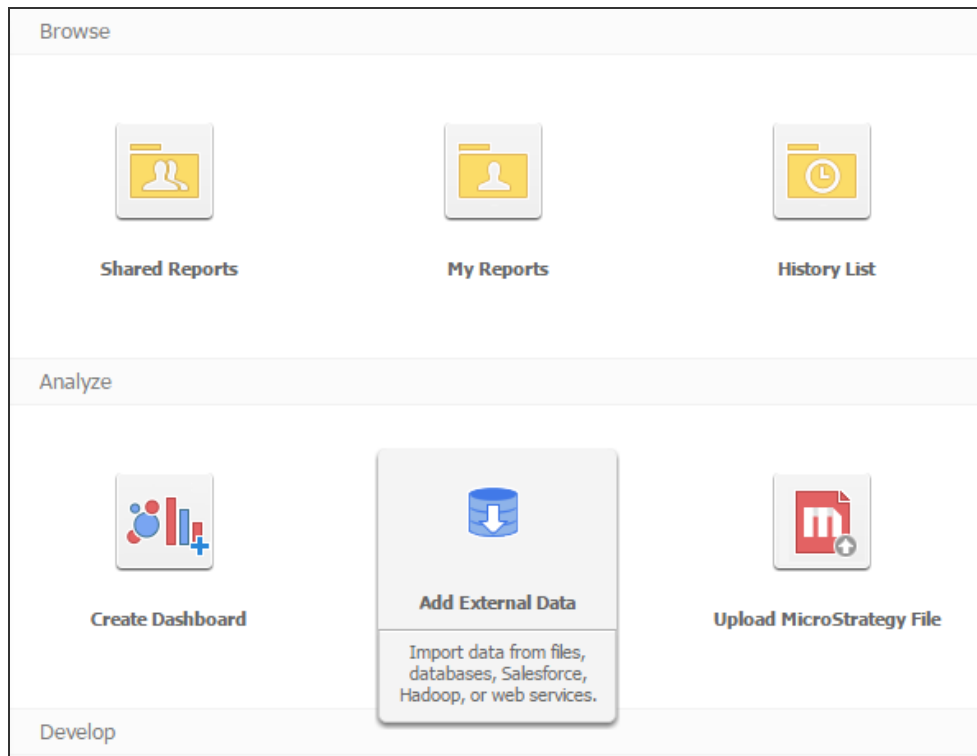 Browse
Shared Reports
My Reports
History List
Analyze
Create Dashboard
Add External Data
Upload MicroStrategy File
Import data from files,
databases, Salesforce,
Hadoop, or web services.
Develop